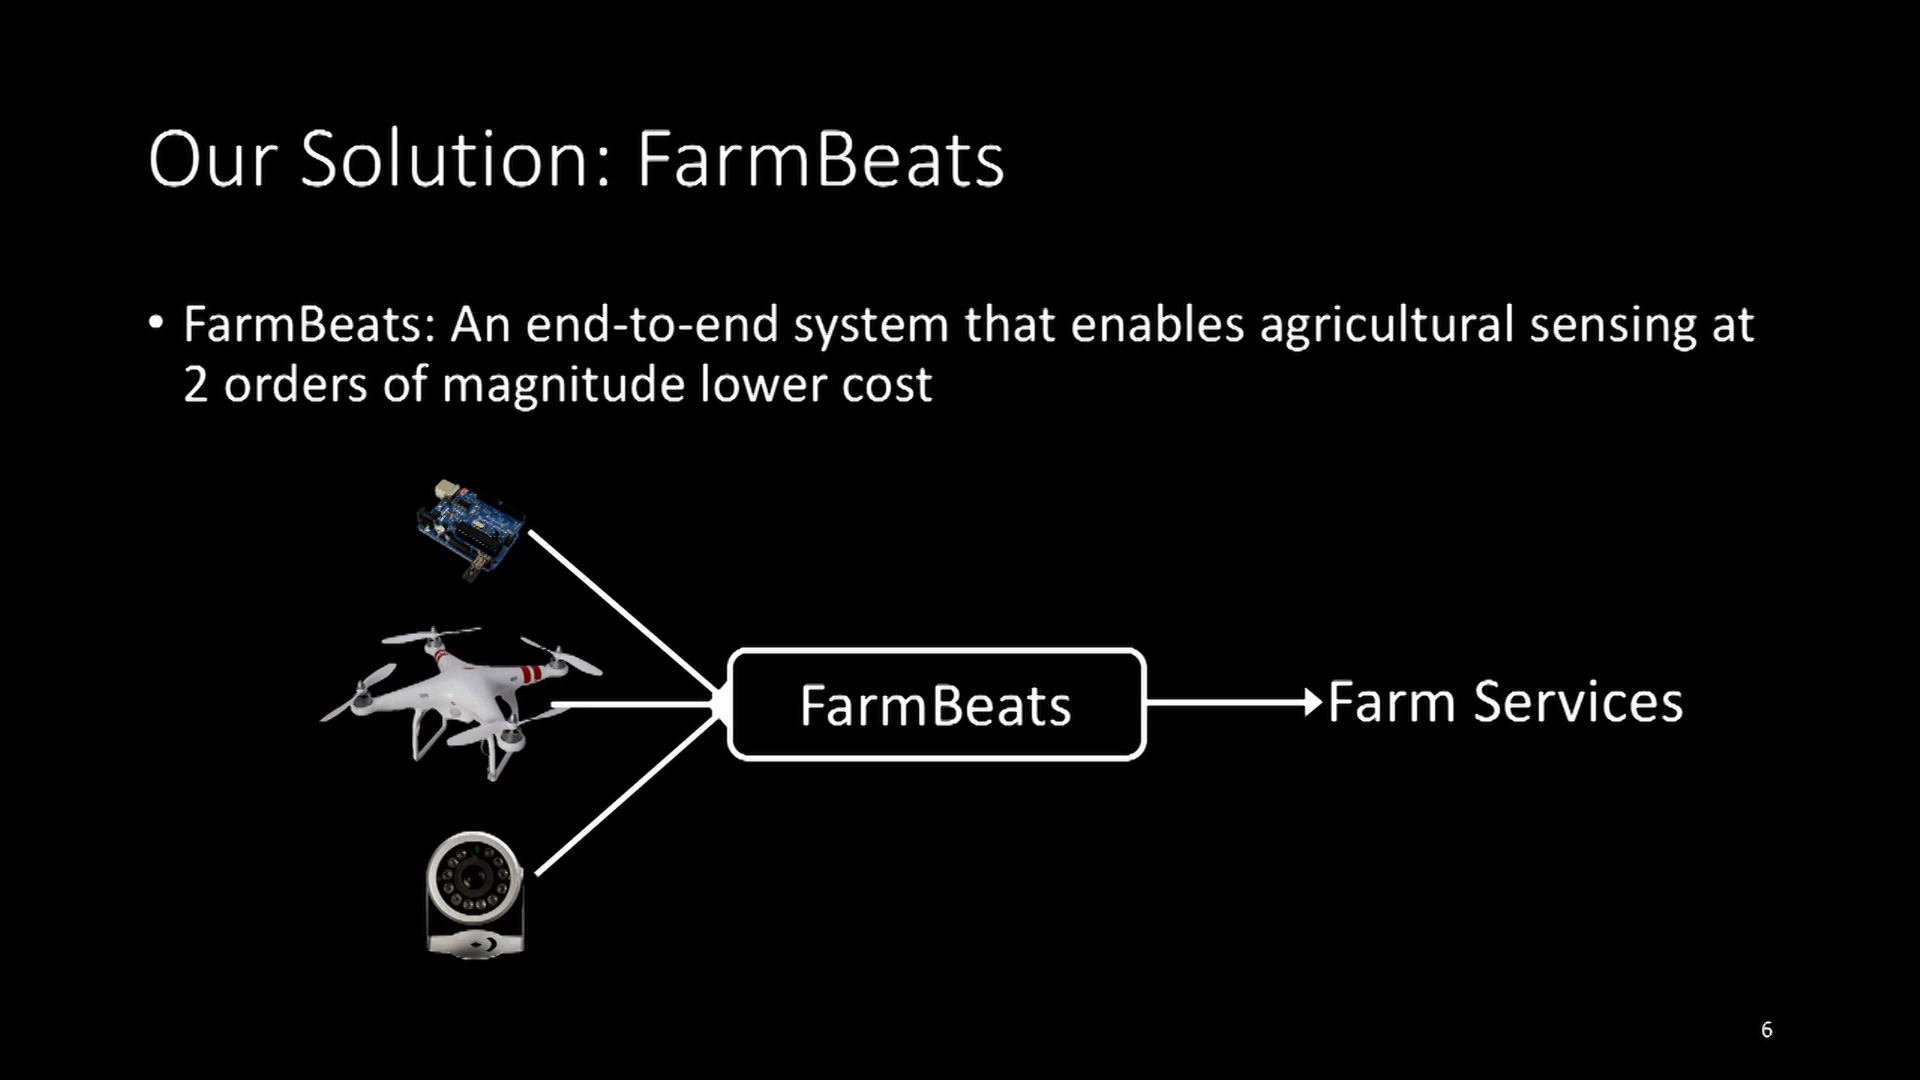 Our Solution: FarmBeats
• FarmBeats: An end-to-end system that enables agricultural sensing at
2 orders of magnitude lower cost
FarmBeats
Farm Services
6